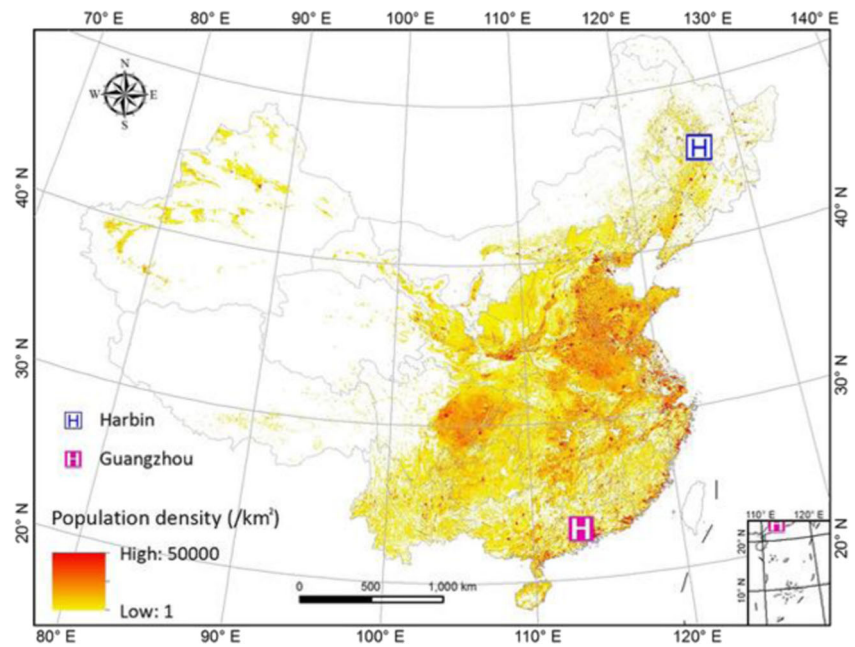 70° E 80° E 90° E 100° E 110° E 120° E 130° E 140° E
N
W E
S
40° N
40° N
30° N
30° N
20° N
20° N
H
H
H Harbin
H Guangzhou
Population density (/km²)
High: 50000
Low: 1
0 500 1,000 km
110° E 120° E
H
20° N
10° N
80° E 90° E 100° E 110° E 120° E